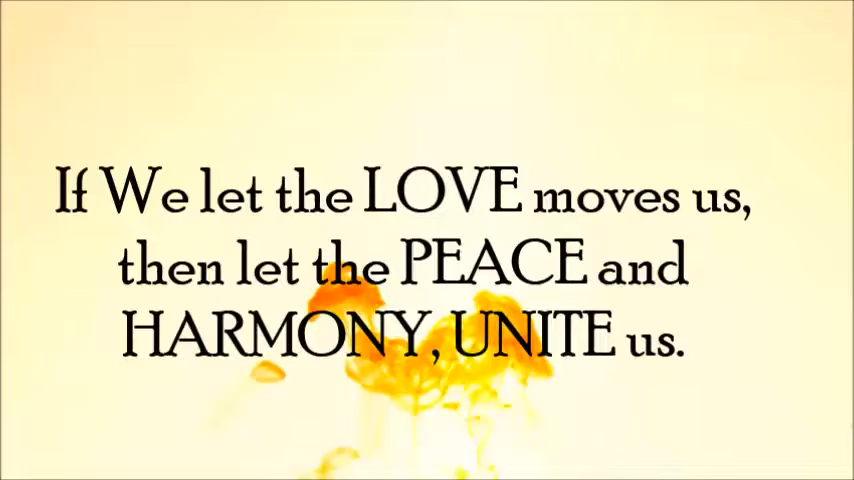 If We let the LOVE moves us,
then let the PEACE and
HARMONY, UNITE us.